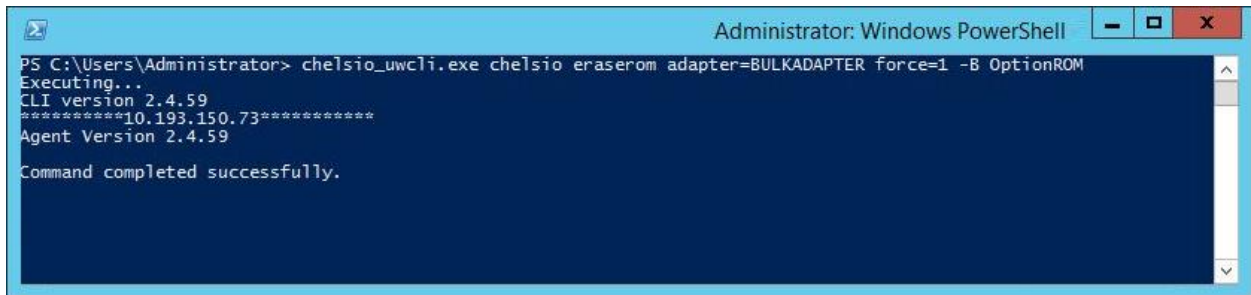 Administrator: Windows PowerShell
PS C:\Users\Administrator> chelsio_uwcli.exe chelsio eraserom adapter=BULKADAPTER force=1 -B OptionROM
Executing...
CLI version 2.4.59
**********10.193.150.73***********
Agent Version 2.4.59
Command completed successfully.